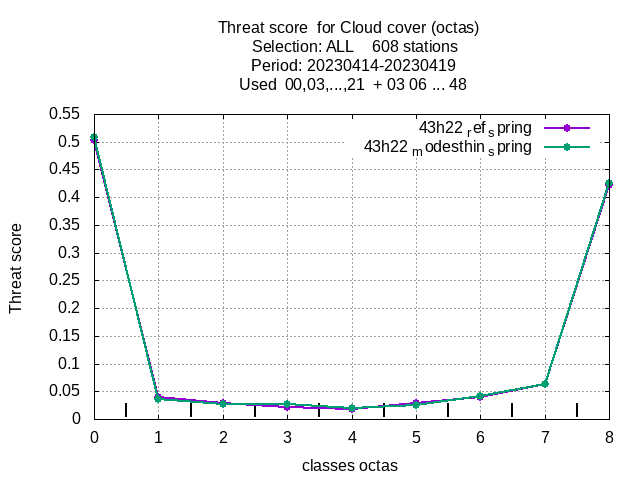 Threat score for Cloud cover (octas)
Selection: ALL 608 stations
Period: 20230414-20230419
Used 00,03,...,21 + 03 06 ... 48
43h22 ref spring
43h22 modesthin spring
0.55
0.5
0.45
0.4
0.35
0.3
0.25
0.2
0.15
0.1
0.05
0
Threat score
0 1 2 3 4 5 6 7 8
classes octas